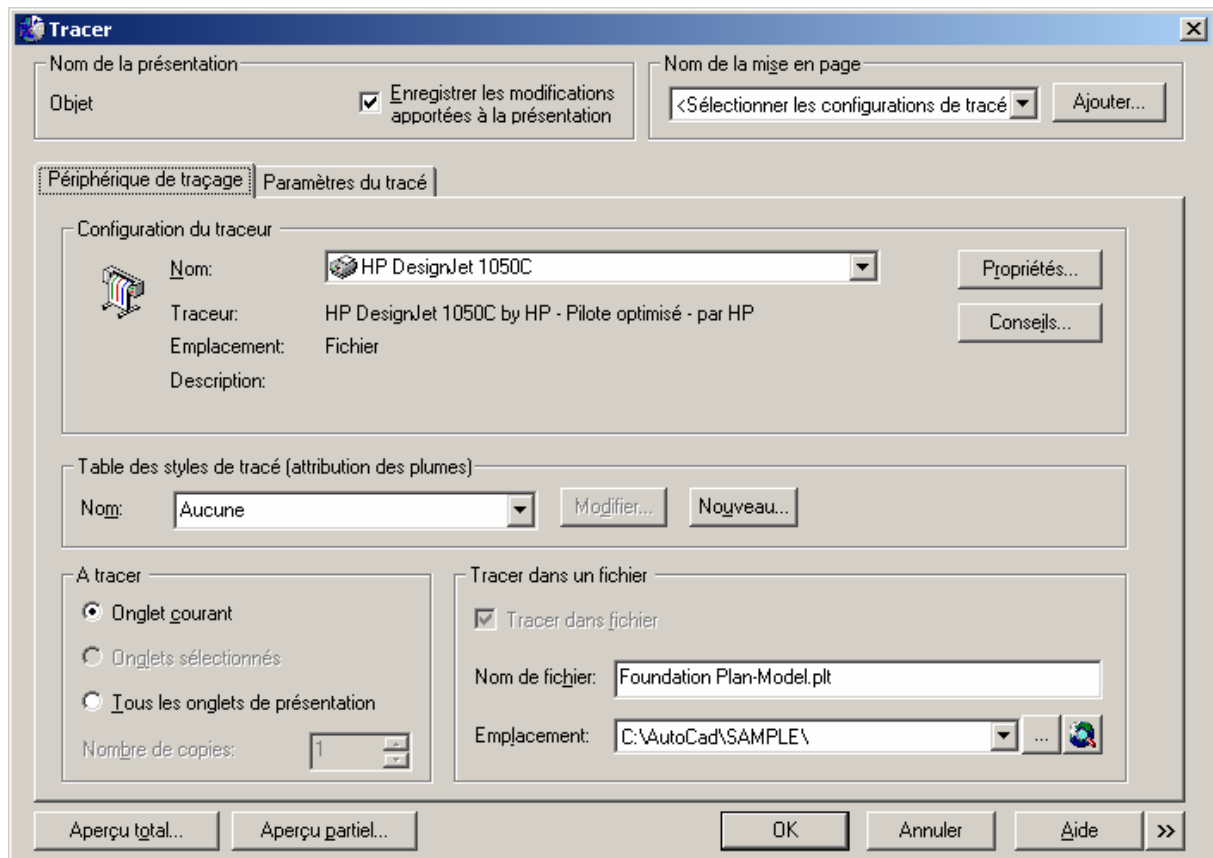 Tracer
Nom de la présentation
Objet
Enregistrer les modifications
apportées à la présentation
Nom de la mise en page
<Sélectionner les configurations de tracé
Ajouter...
Périphérique de traçage
Paramètres du tracé
Configuration du traceur
Nom:
HP DesignJet 1050C
Propriétés...
Traceur:
HP DesignJet 1050C by HP - Pilote optimisé - par HP
Conseils...
Emplacement:
Fichier
Description:
Table des styles de tracé (attribution des plumes)
Nom:
Aucune
Modifier...
Nouveau...
A tracer
Onglet courant
Onglets sélectionnés
Tous les onglets de présentation
Nombre de copies:
1
Tracer dans un fichier
Tracer dans fichier
Nom de fichier:
Foundation Plan-Model.plt
Emplacement:
C:\AutoCad\SAMPLE\
...
Aperçu total...
Aperçu partiel...
OK
Annuler
Aide
>>